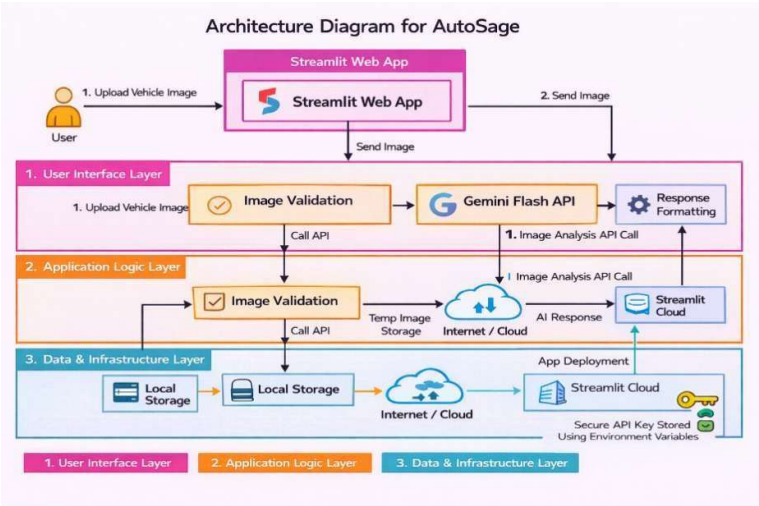 Architecture Diagram for AutoSage
Streamlit Web App
Streamlit Web App
1. Upload Vehicle Image
2. Send Image
User
Send Image
1. User Interface Layer
1. Upload Vehicle Image
Image Validation
Gemini Flash API
Response
Formatting
Call API
1. Image Analysis API Call
2. Application Logic Layer
Image Analysis API Call
Image Validation
Temp Image
Storage
Internet / Cloud
AI Response
Streamlit
Cloud
Call API
3. Data & Infrastructure Layer
App Deployment
Local
Storage
Local Storage
Internet / Cloud
Streamlit Cloud
Secure API Key Stored
Using Environment Variables
1. User Interface Layer
2. Application Logic Layer
3. Data & Infrastructure Layer